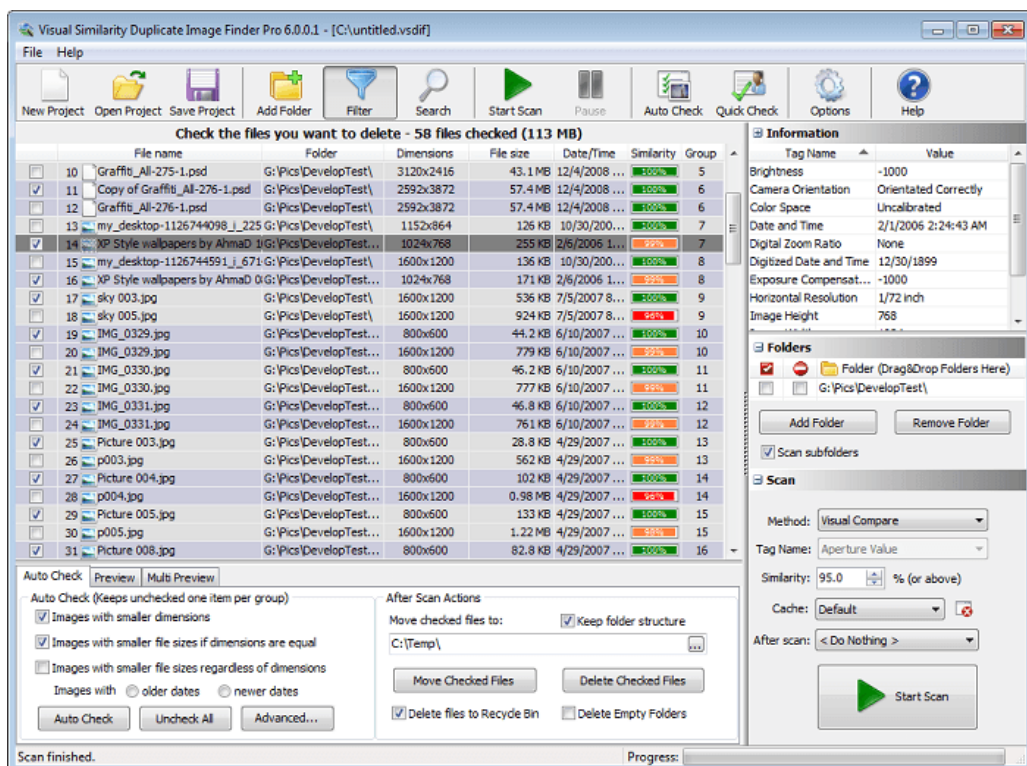 Visual Similarity Duplicate Image Finder Pro 6.0.0.1 - [C:\untitled.vsdif]
File Help
New Project Open Project Save Project Add Folder Filter Search Start Scan Pause Auto Check Quick Check Options Help
Check the files you want to delete - 58 files checked (113 MB)
File name Folder Dimensions File size Date/Time Similarity Group
10 Graffiti_All-275-1.psd G:\Pics\DevelopTest\ 3120x2416 43.1 MB 12/4/2008 ... 100% 5
11 Copy of Graffiti_All-276-1.psd G:\Pics\DevelopTest\ 2592x3872 57.4 MB 12/4/2008 ... 100% 6
12 Graffiti_All-276-1.psd G:\Pics\DevelopTest\ 2592x3872 57.4 MB 12/4/2008 ... 100% 6
13 my_desktop-1126744098_i_225 G:\Pics\DevelopTest\ 1152x864 126 KB 10/30/200... 100% 7
14 XP Style wallpapers by AhmaD 1 G:\Pics\DevelopTest\ 1024x768 255 KB 2/6/2006 1... 99% 7
15 my_desktop-1126744591_i_671 G:\Pics\DevelopTest\ 1600x1200 136 KB 10/30/200... 100% 8
16 XP Style wallpapers by AhmaD 0 G:\Pics\DevelopTest\ 1024x768 171 KB 2/6/2006 1... 99% 8
17 sky 003.jpg G:\Pics\DevelopTest\ 1600x1200 536 KB 7/5/2007 8... 100% 9
18 sky 005.jpg G:\Pics\DevelopTest\ 1600x1200 924 KB 7/5/2007 8... 96% 9
19 IMG_0329.jpg G:\Pics\DevelopTest... 800x600 44.2 KB 6/10/2007 ... 100% 10
20 IMG_0329.jpg G:\Pics\DevelopTest... 1600x1200 779 KB 6/10/2007 ... 99% 10
21 IMG_0330.jpg G:\Pics\DevelopTest... 800x600 46.2 KB 6/10/2007 ... 100% 11
22 IMG_0330.jpg G:\Pics\DevelopTest... 1600x1200 777 KB 6/10/2007 ... 99% 11
23 IMG_0331.jpg G:\Pics\DevelopTest... 800x600 46.8 KB 6/10/2007 ... 100% 12
24 IMG_0331.jpg G:\Pics\DevelopTest... 1600x1200 761 KB 6/10/2007 ... 99% 12
25 Picture 003.jpg G:\Pics\DevelopTest... 800x600 28.8 KB 4/29/2007 ... 100% 13
26 p003.jpg G:\Pics\DevelopTest... 1600x1200 562 KB 4/29/2007 ... 99% 13
27 Picture 004.jpg G:\Pics\DevelopTest... 800x600 102 KB 4/29/2007 ... 100% 14
28 p004.jpg G:\Pics\DevelopTest... 1600x1200 0.98 MB 4/29/2007 ... 96% 14
29 Picture 005.jpg G:\Pics\DevelopTest... 800x600 133 KB 4/29/2007 ... 100% 15
30 p005.jpg G:\Pics\DevelopTest... 1600x1200 1.22 MB 4/29/2007 ... 98% 15
31 Picture 008.jpg G:\Pics\DevelopTest... 800x600 82.8 KB 4/29/2007 ... 100% 16
Information
Tag Name Value
Brightness -1000
Camera Orientation Orientated Correctly
Color Space Uncalibrated
Date and Time 2/1/2006 2:24:43 AM
Digital Zoom Ratio None
Digitized Date and Time 12/30/1899
Exposure Compensat... -1000
Horizontal Resolution 1/72 inch
Image Height 768
Folders
Folder (Drag&Drop Folders Here)
G:\Pics\DevelopTest\
Add Folder Remove Folder
Scan subfolders
Scan
Method: Visual Compare
Tag Name: Aperture Value
Similarity: 95.0 % (or above)
Cache: Default
After scan: < Do Nothing >
Start Scan
Auto Check Preview Multi Preview
Auto Check (Keeps unchecked one item per group)
Images with smaller dimensions
Images with smaller file sizes if dimensions are equal
Images with smaller file sizes regardless of dimensions
Images with older dates newer dates
Auto Check Uncheck All Advanced...
After Scan Actions
Move checked files to: Keep folder structure
C:\Temp\ ...
Move Checked Files Delete Checked Files
Delete files to Recycle Bin Delete Empty Folders
Scan finished. Progress: